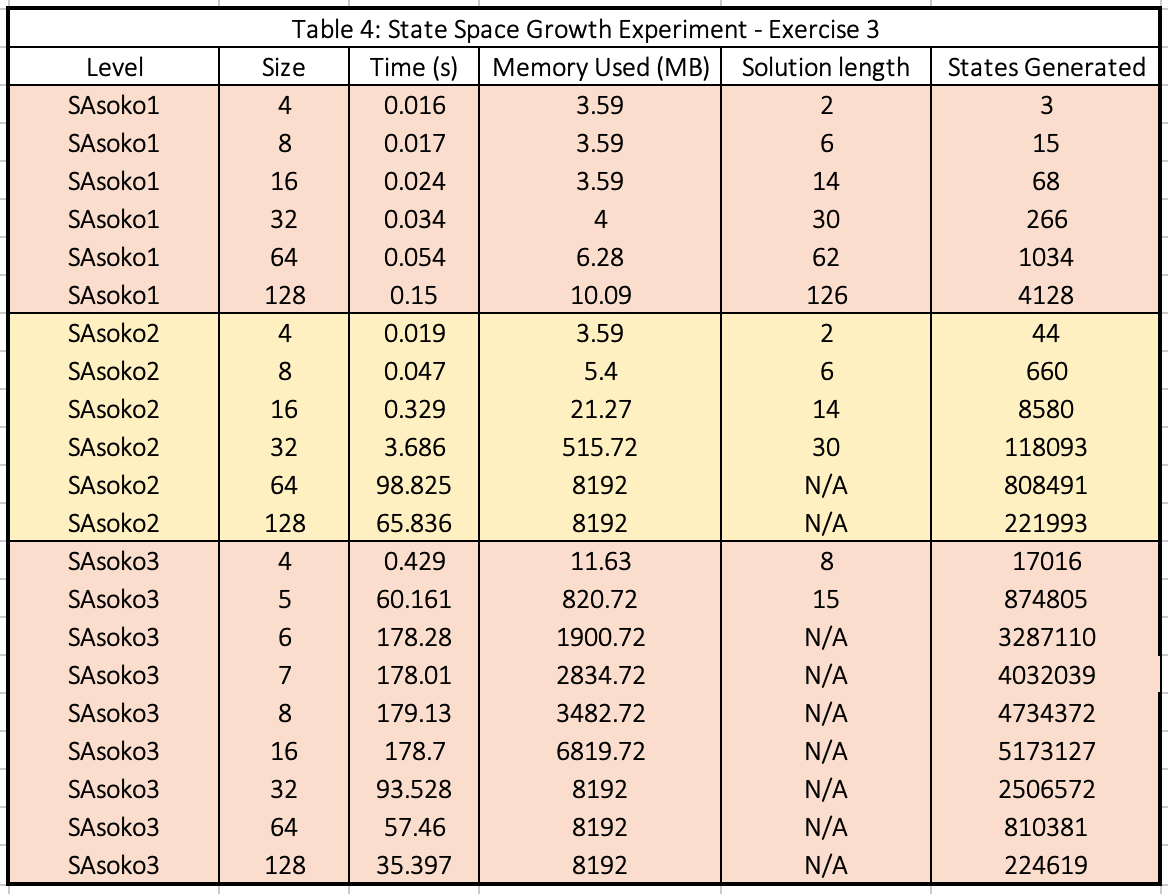 Table 4: State Space Growth Experiment - Exercise 3
Level Size Time (s) Memory Used (MB) Solution length States Generated
SAsoko1 4 0.016 3.59 2 3
SAsoko1 8 0.017 3.59 6 15
SAsoko1 16 0.024 3.59 14 68
SAsoko1 32 0.034 4 30 266
SAsoko1 64 0.054 6.28 62 1034
SAsoko1 128 0.15 10.09 126 4128
SAsoko2 4 0.019 3.59 2 44
SAsoko2 8 0.047 5.4 6 660
SAsoko2 16 0.329 21.27 14 8580
SAsoko2 32 3.686 515.72 30 118093
SAsoko2 64 98.825 8192 N/A 808491
SAsoko2 128 65.836 8192 N/A 221993
SAsoko3 4 0.429 11.63 8 17016
SAsoko3 5 60.161 820.72 15 874805
SAsoko3 6 178.28 1900.72 N/A 3287110
SAsoko3 7 178.01 2834.72 N/A 4032039
SAsoko3 8 179.13 3482.72 N/A 4734372
SAsoko3 16 178.7 6819.72 N/A 5173127
SAsoko3 32 93.528 8192 N/A 2506572
SAsoko3 64 57.46 8192 N/A 810381
SAsoko3 128 35.397 8192 N/A 224619